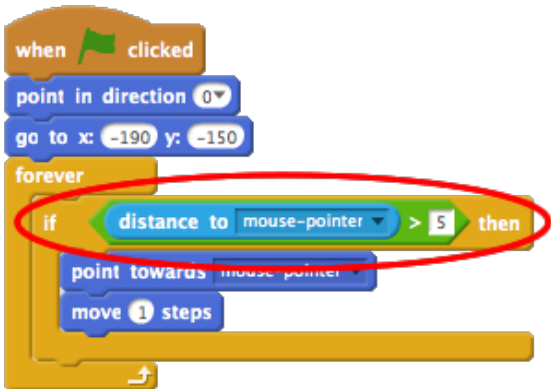 when clicked
point in direction 0
go to x: -190 y: -150
forever
if distance to mouse-pointer > 5 then
point towards mouse-pointer
move 1 steps